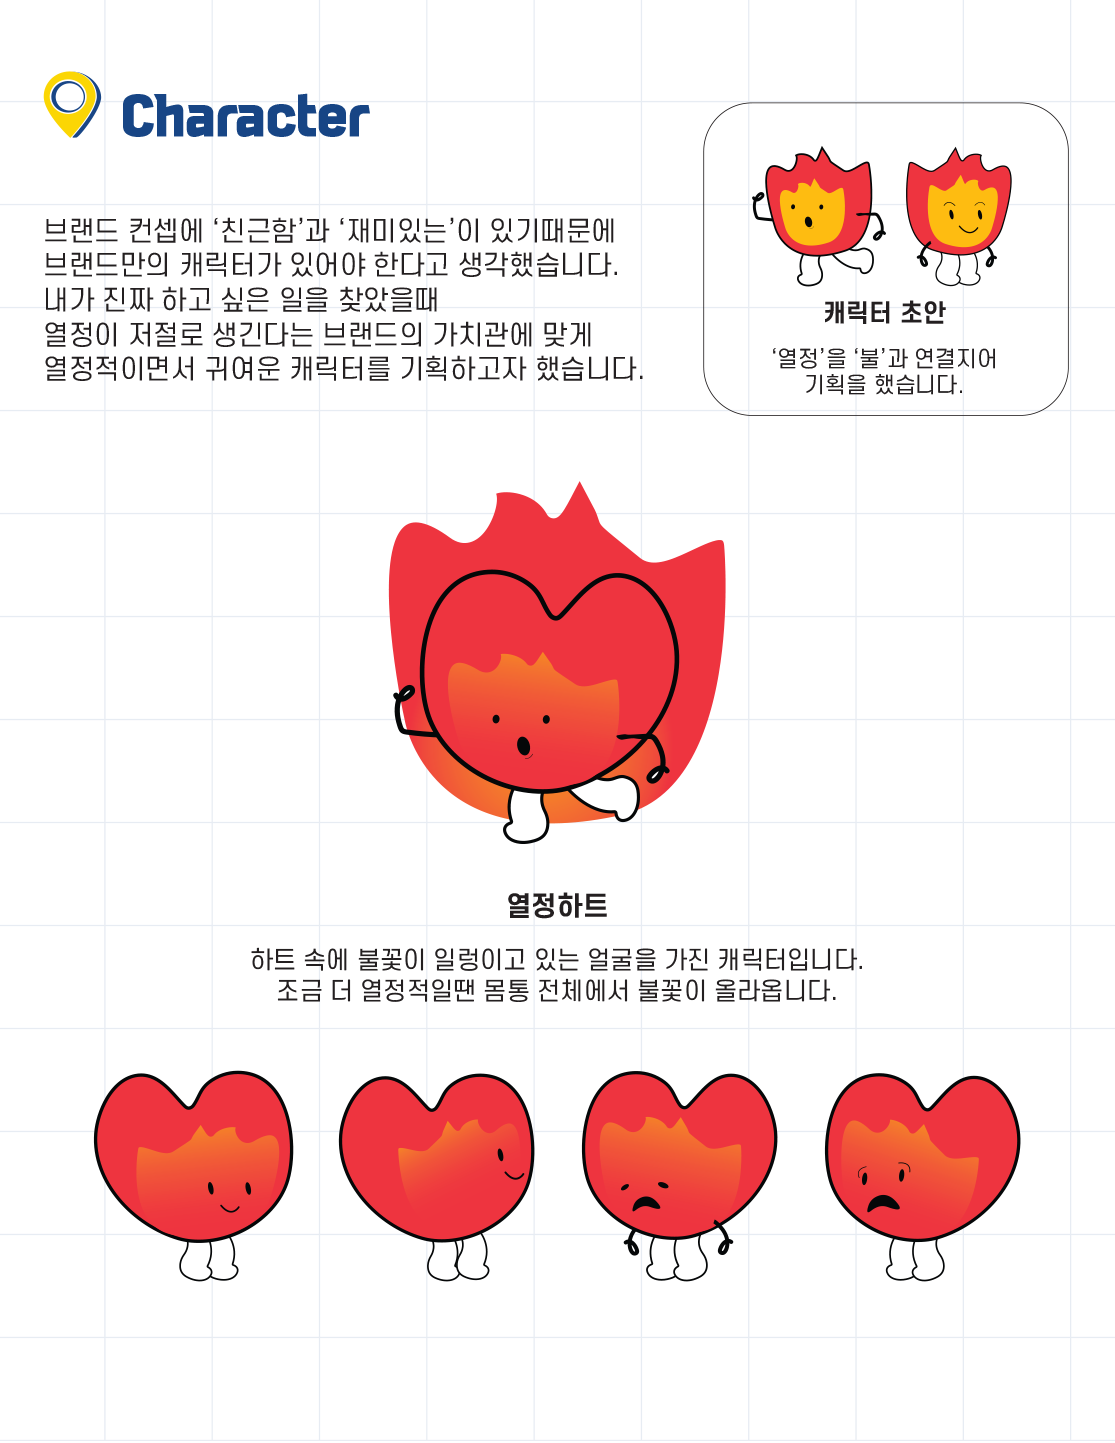 Character
브랜드 컨셉에 ‘친근함’과 ‘재미있는’이 있기때문에
브랜드만의 캐릭터가 있어야 한다고 생각했습니다.
내가 진짜 하고 싶은 일을 찾았을때
열정이 저절로 생긴다는 브랜드의 가치관에 맞게
열정적이면서 귀여운 캐릭터를 기획하고자 했습니다.
캐릭터 초안
‘열정’을 ‘불’과 연결지어
기획을 했습니다.
열정하트
하트 속에 불꽃이 일렁이고 있는 얼굴을 가진 캐릭터입니다.
조금 더 열정적일땐 몸통 전체에서 불꽃이 올라옵니다.